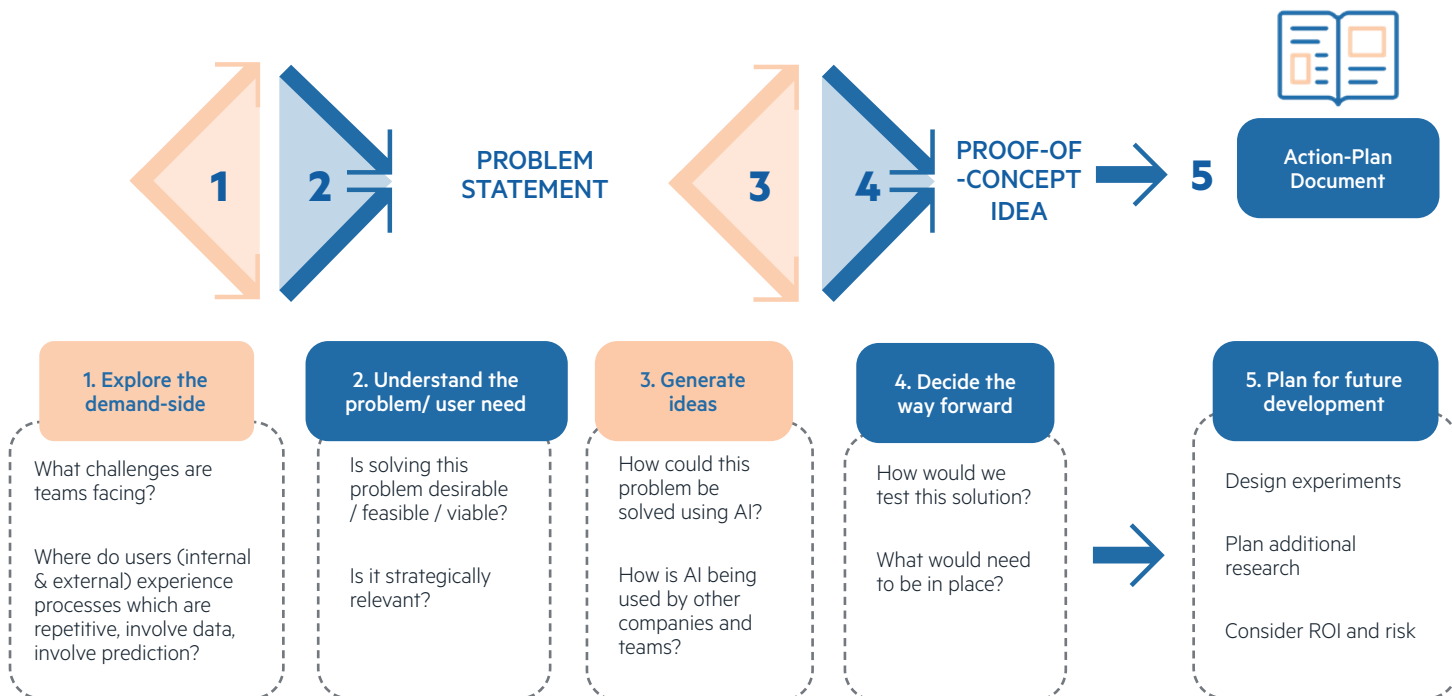 1
2
PROBLEM
STATEMENT
3
4
PROOF-OF
-CONCEPT
IDEA
5
Action-Plan
Document
1. Explore the
demand-side
What challenges are
teams facing?
Where do users (internal
& external) experience
processes which are
repetitive, involve data,
involve prediction?
2. Understand the
problem/ user need
Is solving this
problem desirable
/ feasible / viable?
Is it strategically
relevant?
3. Generate
ideas
How could this
problem be
solved using AI?
How is AI being
used by other
companies and
teams?
4. Decide the
way forward
How would we
test this solution?
What would need
to be in place?
5. Plan for future
development
Design experiments
Plan additional
research
Consider ROI and risk